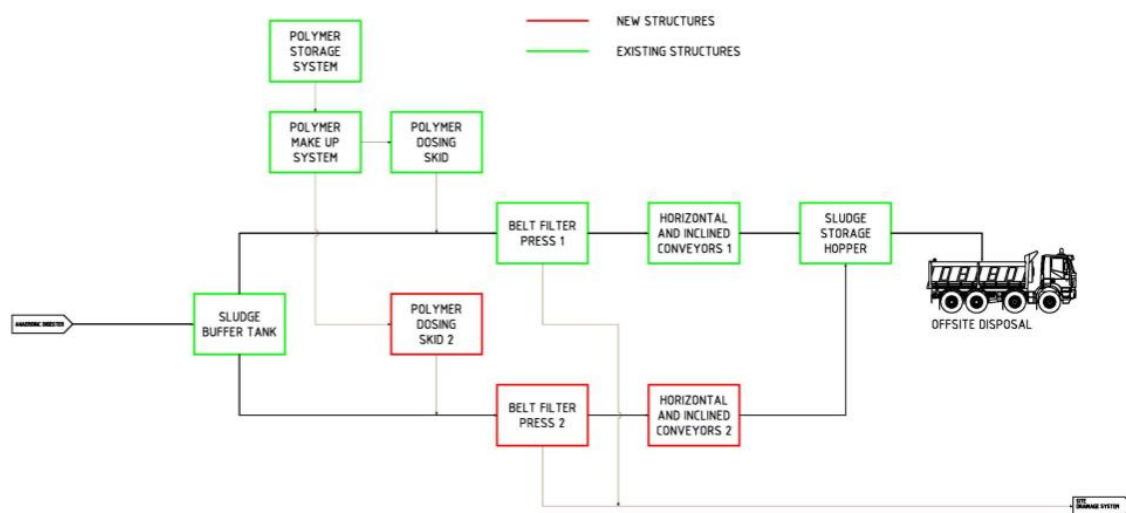 NEW STRUCTURES
EXISTING STRUCTURES
POLYMER
STORAGE
SYSTEM
POLYMER
MAKE UP
SYSTEM
POLYMER
DOSING
SKID
BELT FILTER
PRESS 1
HORIZONTAL
AND INCLINED
CONVEYORS 1
SLUDGE
STORAGE
HOPPER
ANAEROBIC DIGESTER
SLUDGE
BUFFER TANK
POLYMER
DOSING
SKID 2
OFFSITE DISPOSAL
BELT FILTER
PRESS 2
HORIZONTAL
AND INCLINED
CONVEYORS 2
SITE
DRAINAGE SYSTEM